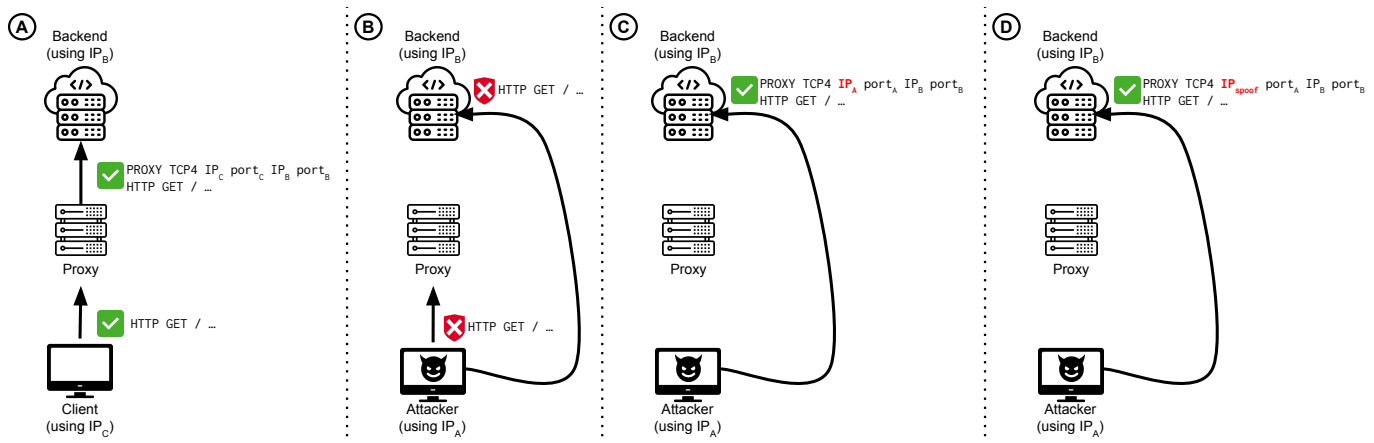 A
Backend
(using IP_B)
</>
PROXY TCP4 IP_C port_C IP_B port_B
HTTP GET / …
Proxy
HTTP GET / …
Client
(using IP_C)
B
Backend
(using IP_B)
</>
HTTP GET / …
Proxy
HTTP GET / …
Attacker
(using IP_A)
C
Backend
(using IP_B)
</>
PROXY TCP4 IP_A port_A IP_B port_B
HTTP GET / …
Proxy
Attacker
(using IP_A)
D
Backend
(using IP_B)
</>
PROXY TCP4 IP_spoof port_A IP_B port_B
HTTP GET / …
Proxy
Attacker
(using IP_A)